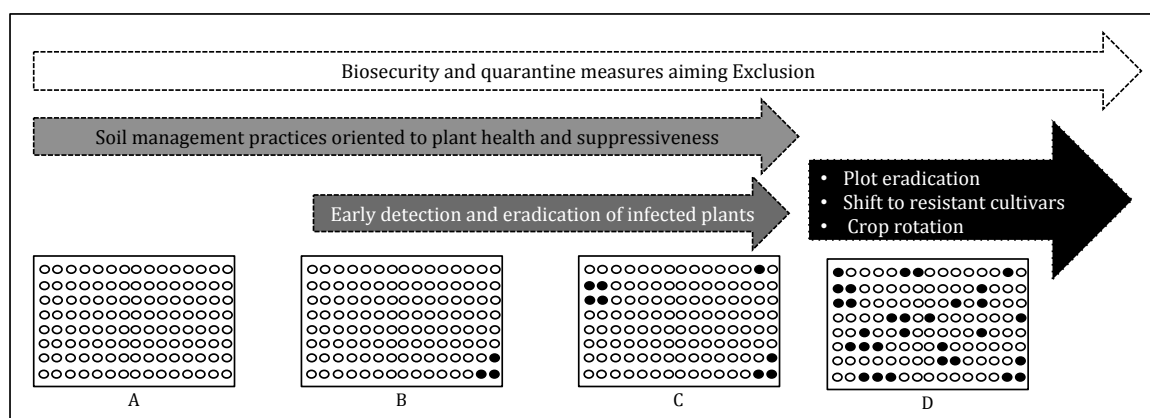 Biosecurity and quarantine measures aiming Exclusion
Soil management practices oriented to plant health and suppressiveness
• Plot eradication
• Shift to resistant cultivars
• Crop rotation
Early detection and eradication of infected plants
A
B
C
D